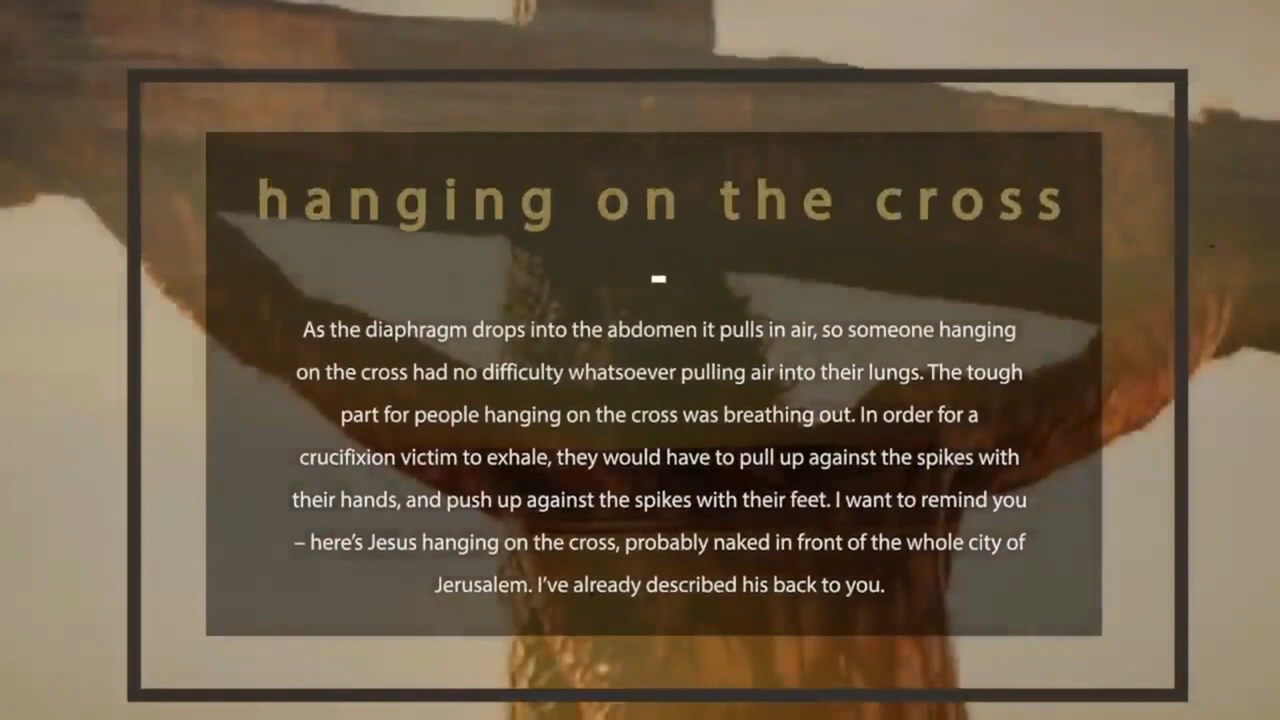 hanging on the cross
-
As the diaphragm drops into the abdomen it pulls in air, so someone hanging
on the cross had no difficulty whatsoever pulling air into their lungs. The tough
part for people hanging on the cross was breathing out. In order for a
crucifixion victim to exhale, they would have to pull up against the spikes with
their hands, and push up against the spikes with their feet. I want to remind you
– here’s Jesus hanging on the cross, probably naked in front of the whole city of
Jerusalem. I’ve already described his back to you.